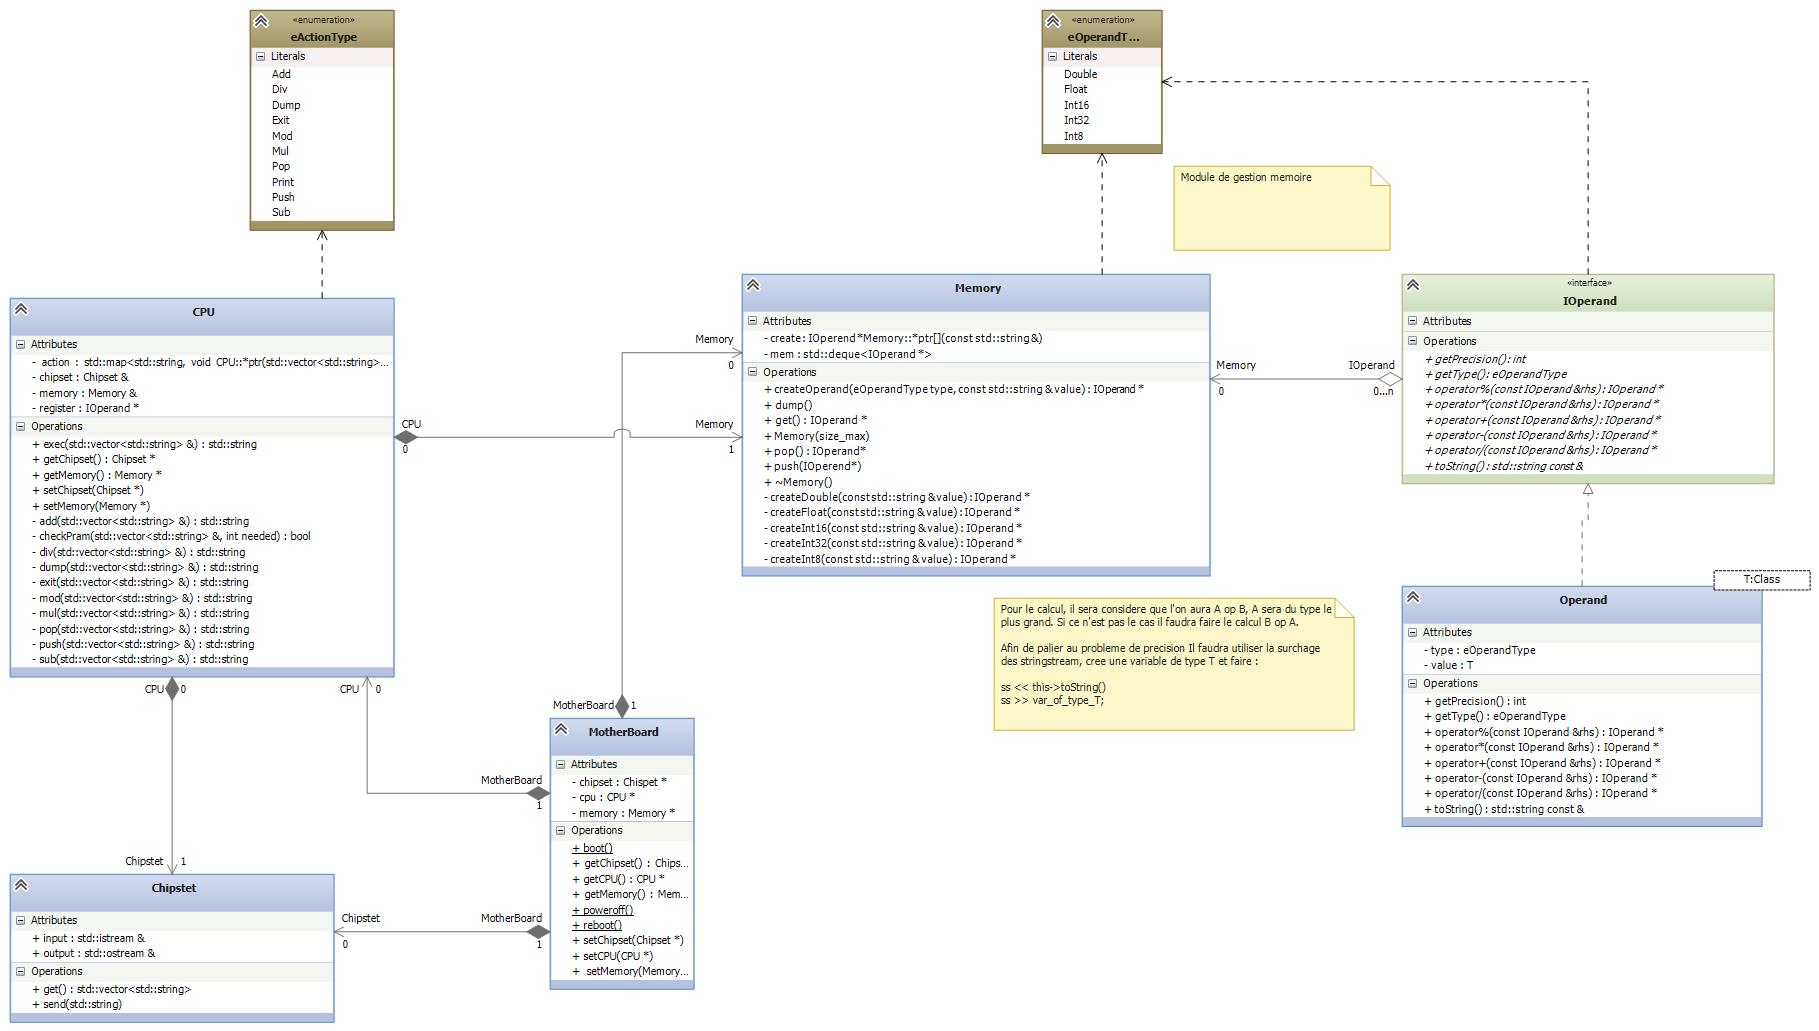 «enumeration»
eActionType
Literals
Add
Div
Dump
Exit
Mod
Mul
Pop
Print
Push
Sub
«enumeration»
eOperandT...
Literals
Double
Float
Int16
Int32
Int8
Module de gestion memoire
CPU
Attributes
- action : std::map<std::string, void CPU::*ptr(std::vector<std::string>...
- chipset : Chipset &
- memory : Memory &
- register : IOperand *
Operations
+ exec(std::vector<std::string> &) : std::string
+ getChipset() : Chipset *
+ getMemory() : Memory *
+ setChipset(Chipset *)
+ setMemory(Memory *)
- add(std::vector<std::string> &) : std::string
- checkPram(std::vector<std::string> &, int needed) : bool
- div(std::vector<std::string> &) : std::string
- dump(std::vector<std::string> &) : std::string
- exit(std::vector<std::string> &) : std::string
- mod(std::vector<std::string> &) : std::string
- mul(std::vector<std::string> &) : std::string
- pop(std::vector<std::string> &) : std::string
- push(std::vector<std::string> &) : std::string
- sub(std::vector<std::string> &) : std::string
CPU
0
Memory
1
Memory
0
Memory
Attributes
- create: IOperend*Memory::*ptr[](const std::string&)
- mem : std::deque<IOperand *>
Operations
+ createOperand(eOperandType type, const std::string & value) : IOperand *
+ dump()
+ get() : IOperand *
+ Memory(size_max)
+ pop() : IOperand*
+ push(IOperend*)
+ ~Memory()
- createDouble(const std::string & value) : IOperand *
- createFloat(const std::string & value) : IOperand *
- createInt16(const std::string & value) : IOperand *
- createInt32(const std::string & value) : IOperand *
- createInt8(const std::string & value) : IOperand *
Memory
0
IOperand
0...n
«interface»
IOperand
Attributes
Operations
+ getPrecision() : int
+ getType() : eOperandType
+ operator%(const IOperand &rhs) : IOperand *
+ operator*(const IOperand &rhs) : IOperand *
+ operator+(const IOperand &rhs) : IOperand *
+ operator-(const IOperand &rhs) : IOperand *
+ operator/(const IOperand &rhs) : IOperand *
+ toString() : std::string const &
T:Class
Operand
Attributes
- type : eOperandType
- value : T
Operations
+ getPrecision() : int
+ getType() : eOperandType
+ operator%(const IOperand &rhs) : IOperand *
+ operator*(const IOperand &rhs) : IOperand *
+ operator+(const IOperand &rhs) : IOperand *
+ operator-(const IOperand &rhs) : IOperand *
+ operator/(const IOperand &rhs) : IOperand *
+ toString() : std::string const &
Pour le calcul, il sera considere que l'on aura A op B, A sera du type le
plus grand. Si ce n'est pas le cas il faudra faire le calcul B op A.
Afin de palier au probleme de precision Il faudra utiliser la surchage
des stringstream, cree une variable de type T et faire :
ss << this->toString()
ss >> var_of_type_T;
CPU 0
CPU 0
MotherBoard 1
MotherBoard
1
MotherBoard
Attributes
- chipset : Chispet *
- cpu : CPU *
- memory : Memory *
Operations
+ boot()
+ getChipset() : Chips...
+ getCPU() : CPU *
+ getMemory() : Mem...
+ poweroff()
+ reboot()
+ setChipset(Chipset *)
+ setCPU(CPU *)
+ setMemory(Memory...
Chipstet 1
Chipstet
0
MotherBoard
1
Chipstet
Attributes
+ input : std::istream &
+ output : std::ostream &
Operations
+ get() : std::vector<std::string>
+ send(std::string)